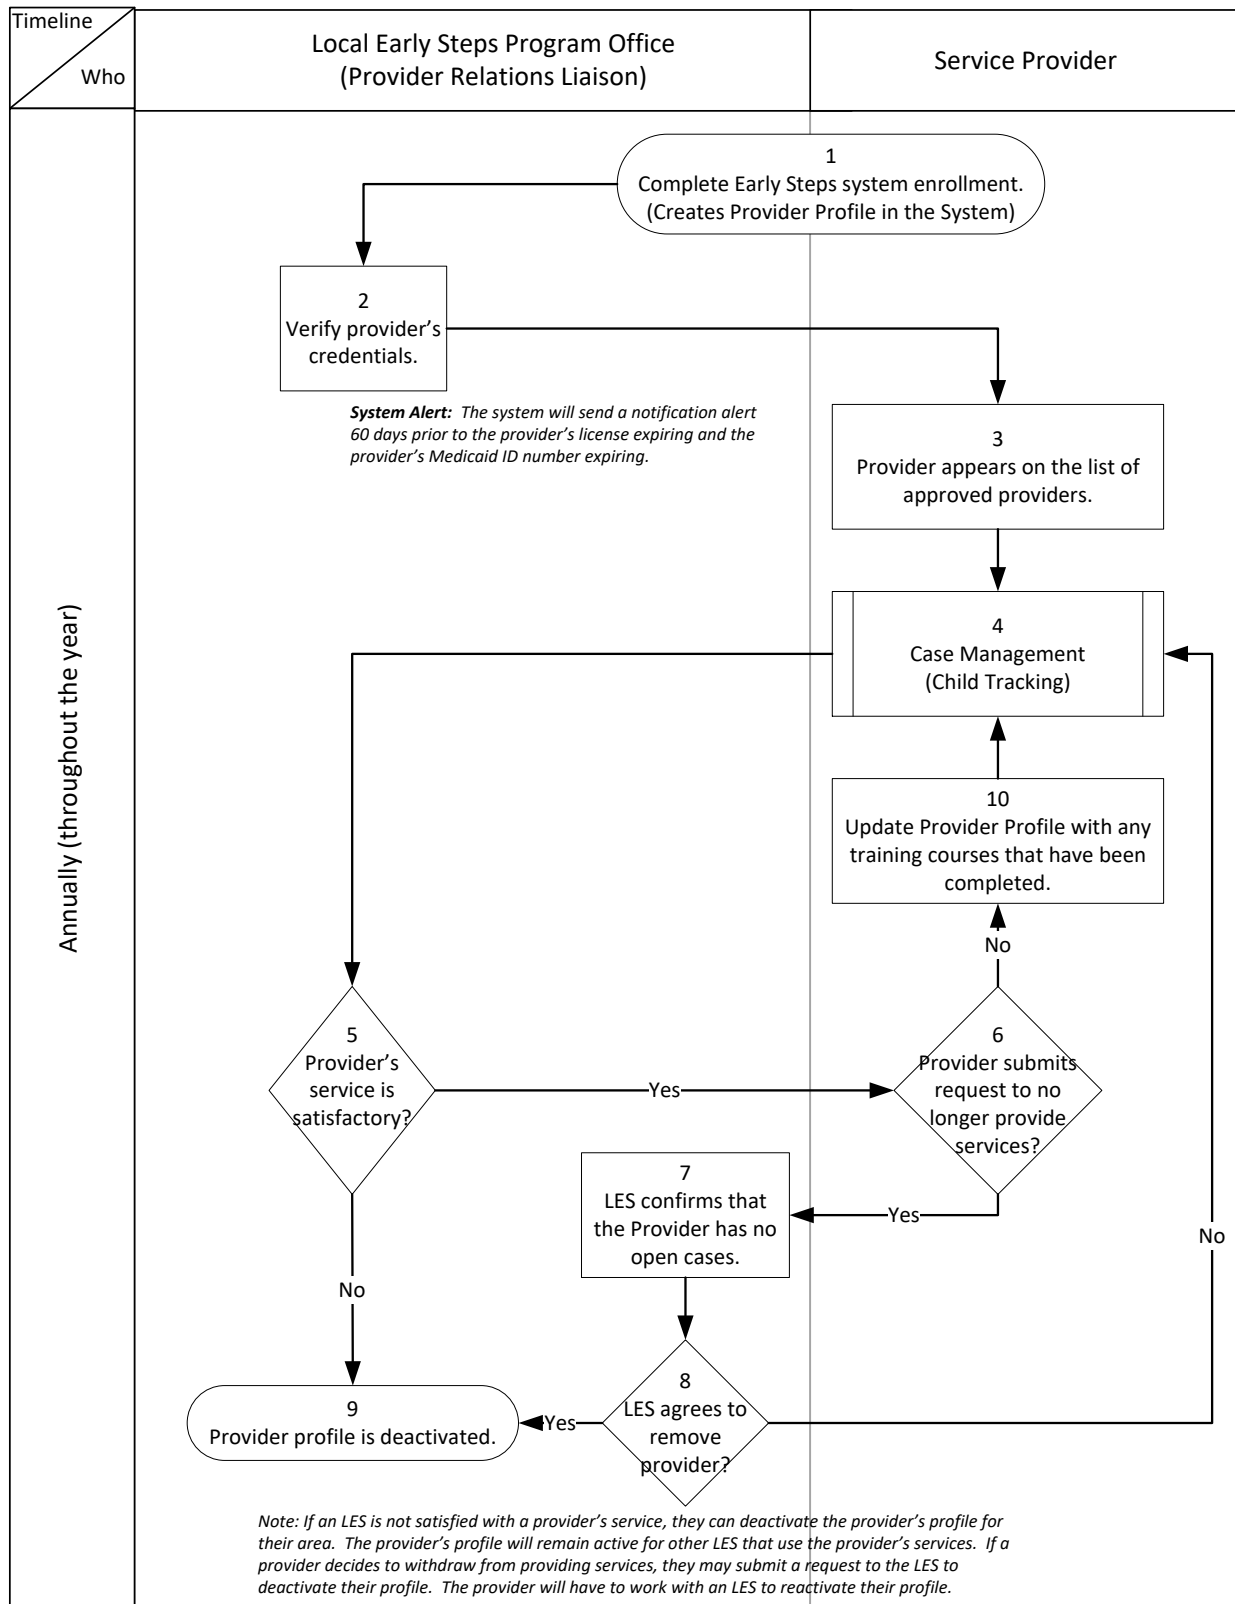 Timeline
Who
Local Early Steps Program Office
(Provider Relations Liaison)
Service Provider
Annually (throughout the year)
1
Complete Early Steps system enrollment.
(Creates Provider Profile in the System)
2
Verify provider’s
credentials.
System Alert:  The system will send a notification alert
60 days prior to the provider’s license expiring and the
provider’s Medicaid ID number expiring.
3
Provider appears on the list of
approved providers.
4
Case Management
(Child Tracking)
10
Update Provider Profile with any
training courses that have been
completed.
No
5
Provider’s
service is
satisfactory?
Yes
6
Provider submits
request to no
longer provide
services?
7
LES confirms that
the Provider has no
open cases.
Yes
No
No
8
LES agrees to
remove
provider?
Yes
9
Provider profile is deactivated.
Note: If an LES is not satisfied with a provider’s service, they can deactivate the provider’s profile for
their area.  The provider’s profile will remain active for other LES that use the provider’s services.  If a
provider decides to withdraw from providing services, they may submit a request to the LES to
deactivate their profile.  The provider will have to work with an LES to reactivate their profile.